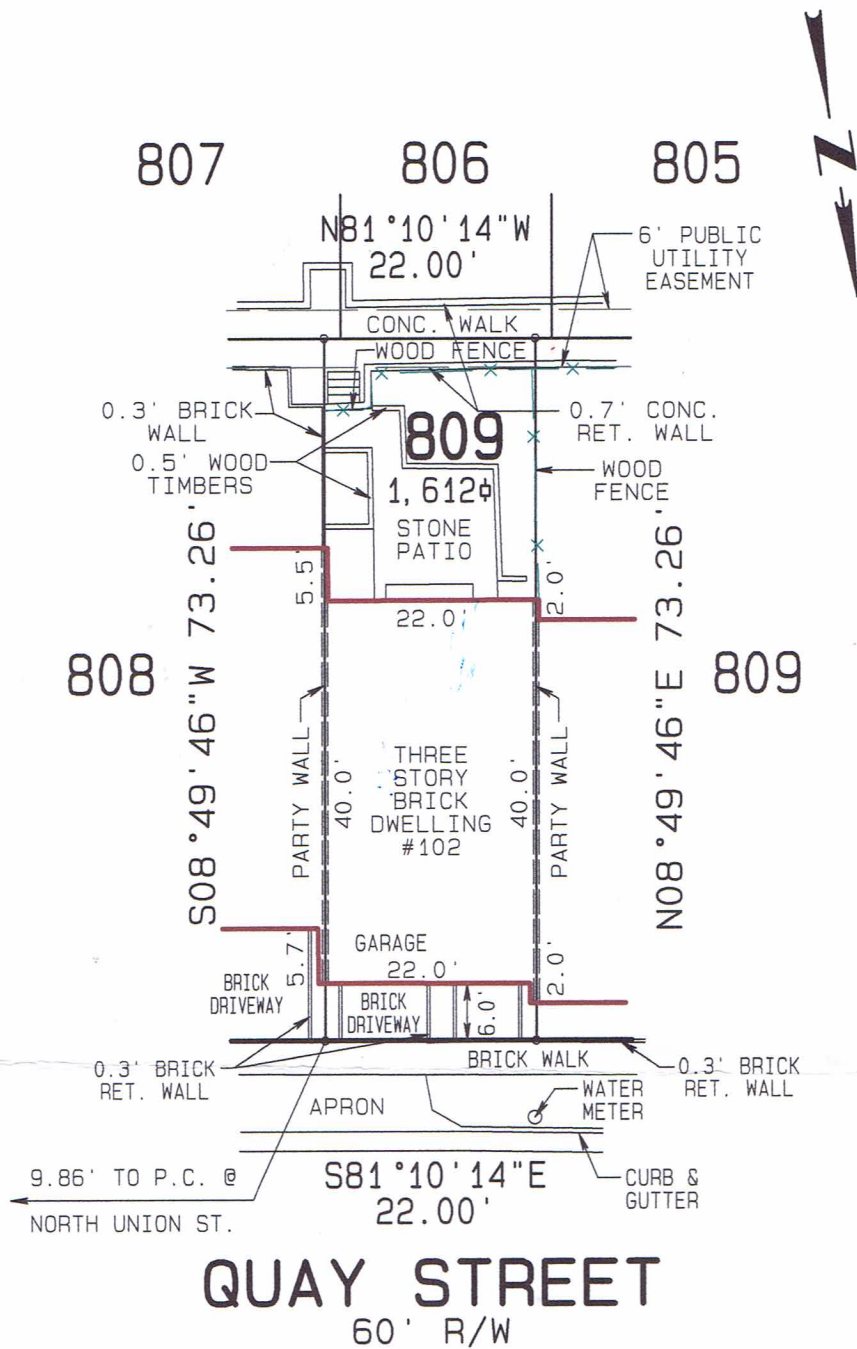 N
807
806
805
N81°10'14"W
22.00'
6' PUBLIC
UTILITY
EASEMENT
CONC. WALK
WOOD FENCE
0.3' BRICK
WALL
0.7' CONC.
RET. WALL
809
0.5' WOOD
TIMBERS
WOOD
FENCE
1,612⌽
STONE
PATIO
S08°49'46"W 73.26'
N08°49'46"E 73.26'
5.5'
2.0'
22.0'
808
809
PARTY WALL
40.0'
THREE
STORY
BRICK
DWELLING
#102
40.0'
PARTY WALL
GARAGE
22.0'
5.7'
2.0'
BRICK
DRIVEWAY
BRICK
DRIVEWAY
6.0'
0.3' BRICK
RET. WALL
BRICK WALK
0.3' BRICK
RET. WALL
APRON
WATER
METER
9.86' TO P.C. @
NORTH UNION ST.
S81°10'14"E
22.00'
CURB &
GUTTER
QUAY STREET
60' R/W